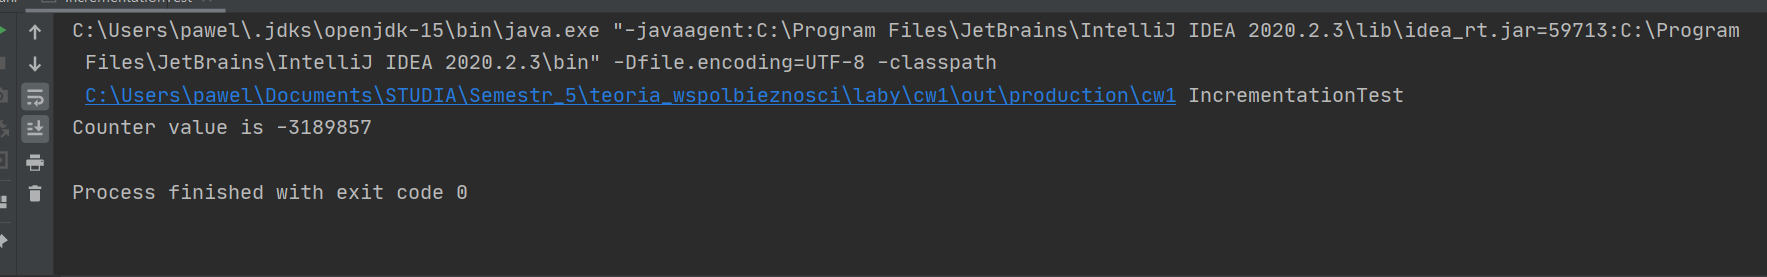 IncrementationTest
C:\Users\pawel\.jdks\openjdk-15\bin\java.exe "-javaagent:C:\Program Files\JetBrains\IntelliJ IDEA 2020.2.3\lib\idea_rt.jar=59713:C:\Program
Files\JetBrains\IntelliJ IDEA 2020.2.3\bin" -Dfile.encoding=UTF-8 -classpath
C:\Users\pawel\Documents\STUDIA\Semestr_5\teoria_wspolbieznosci\laby\cw1\out\production\cw1 IncrementationTest
Counter value is -3189857
Process finished with exit code 0